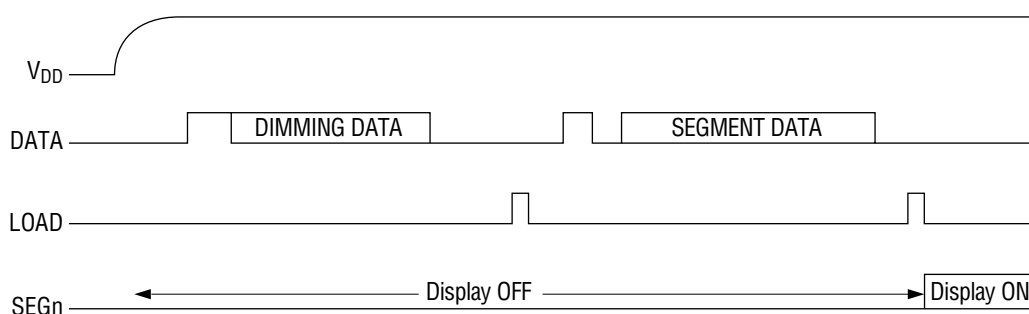 VDD
DATA
DIMMING DATA
SEGMENT DATA
LOAD
SEGn
Display OFF
Display ON